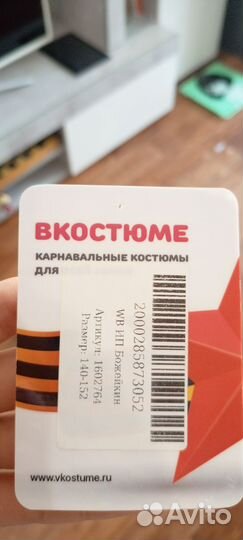 ВКОСТЮМЕ
КАРНАВАЛЬНЫЕ КОСТЮМЫ
ДЛЯ
2000285873052
WB ИП Божейкин
Артикул: 1602764
Размер: 140-152
www.vkostume.ru
Avito